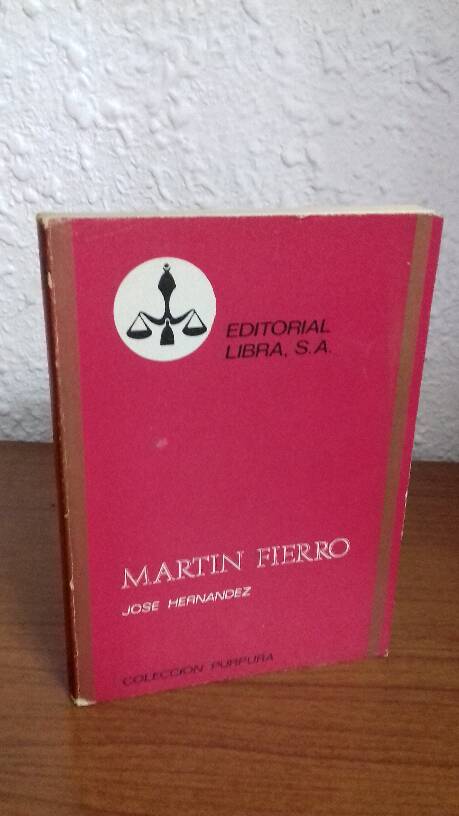 EDITORIAL
LIBRA, S.A.
MARTIN FIERRO
JOSE HERNANDEZ
COLECCION PURPURA